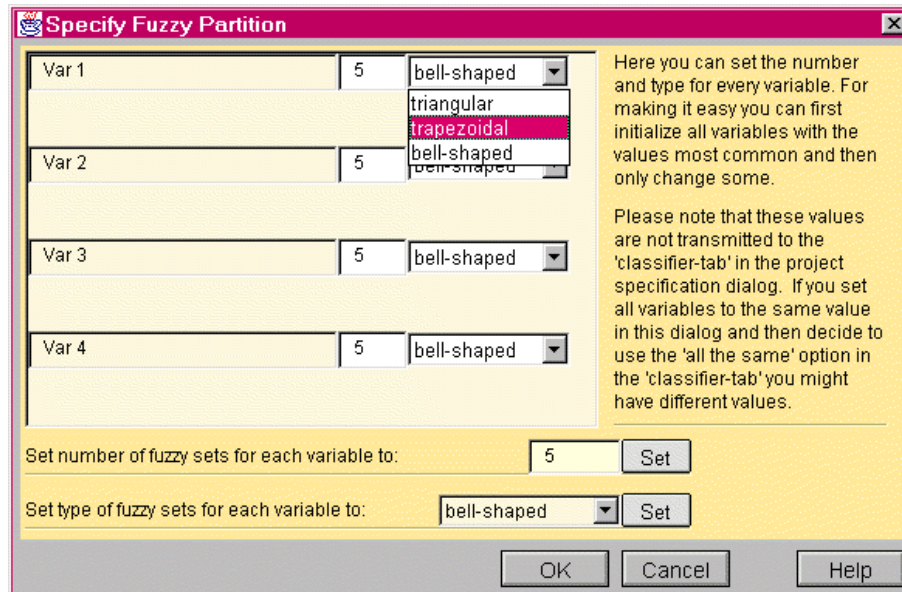 Specify Fuzzy Partition
Var 1 5 bell-shaped
triangular
trapezoidal
bell-shaped
Var 2 5 bell-shaped
Var 3 5 bell-shaped
Var 4 5 bell-shaped
Here you can set the number
and type for every variable. For
making it easy you can first
initialize all variables with the
values most common and then
only change some.
Please note that these values
are not transmitted to the
'classifier-tab' in the project
specification dialog. If you set
all variables to the same value
in this dialog and then decide to
use the 'all the same' option in
the 'classifier-tab' you might
have different values.
Set number of fuzzy sets for each variable to: 5 Set
Set type of fuzzy sets for each variable to: bell-shaped Set
OK Cancel Help